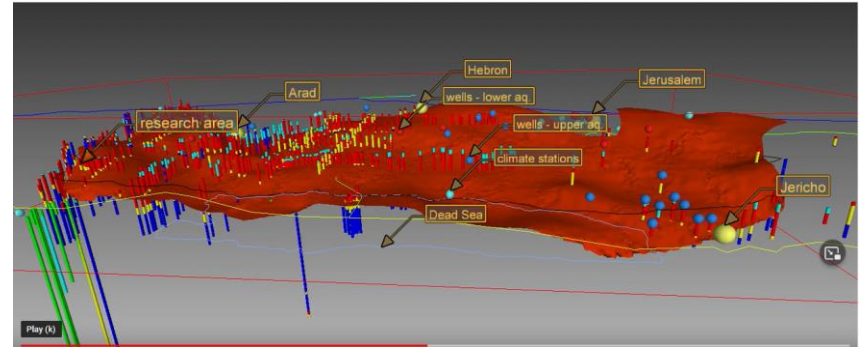 Hebron
Jerusalem
Arad
wells - lower aq.
research area
wells - upper aq.
climate stations
Jericho
Dead Sea
Play (k)